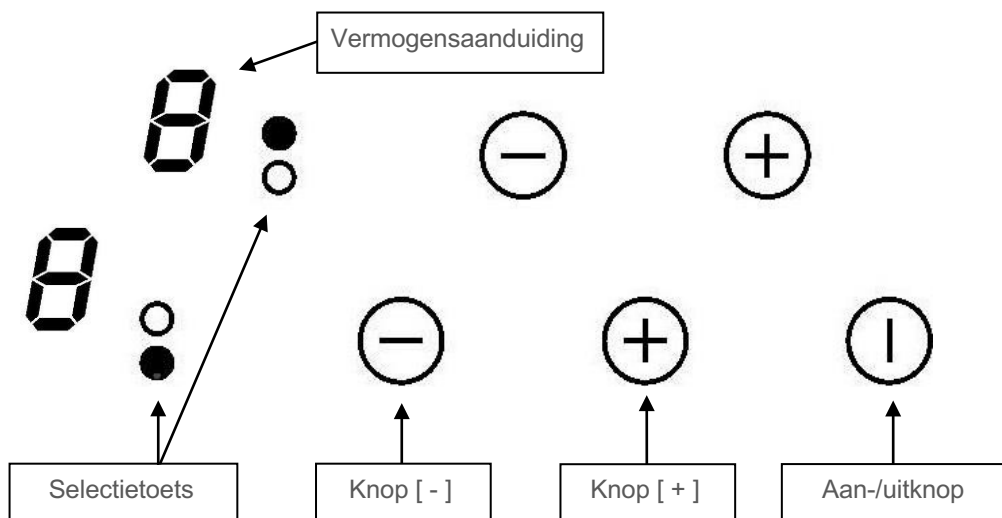 Vermogensaanduiding
Selectietoets
Knop [ - ]
Knop [ + ]
Aan-/uitknop